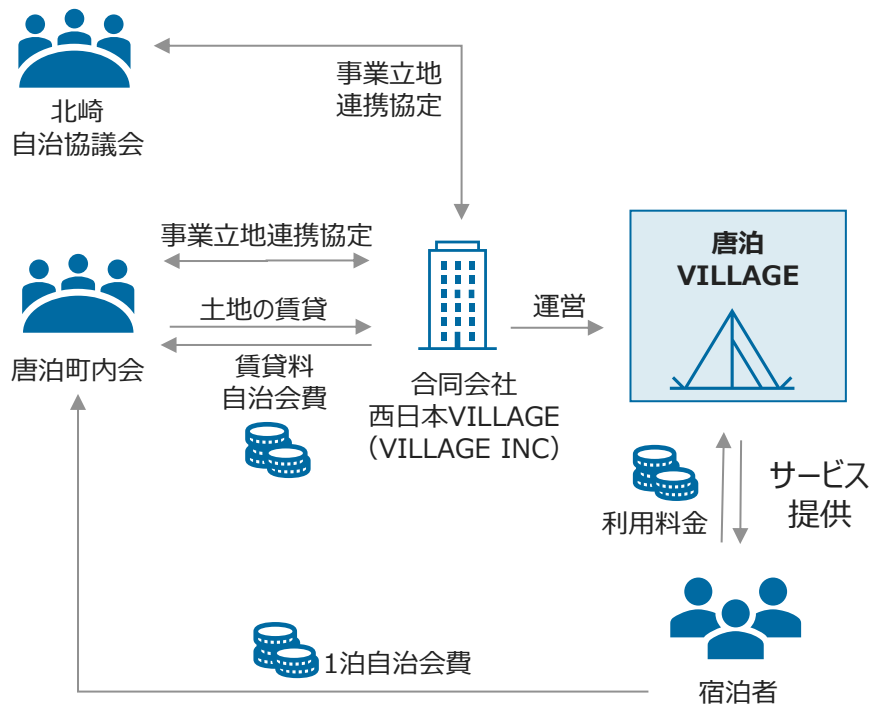 北崎
自治協議会
事業立地
連携協定
事業立地連携協定
土地の賃貸
賃貸料
自治会費
唐泊町内会
合同会社
西日本VILLAGE
（VILLAGE INC）
運営
唐泊
VILLAGE
利用料金
サービス
提供
1泊自治会費
宿泊者